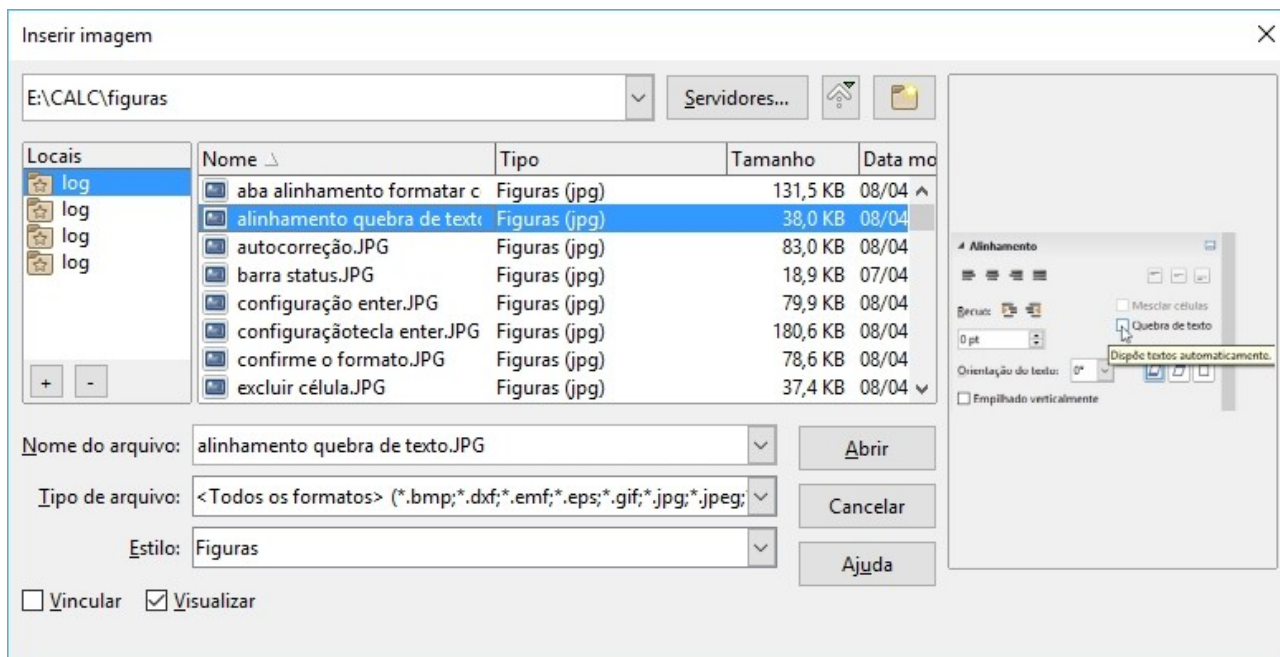 Inserir imagem
E:\CALC\figuras
Servidores...
Locais
log
log
log
log
+ -
Nome Tipo Tamanho Data mo
aba alinhamento formatar c Figuras (jpg) 131,5 KB 08/04
alinhamento quebra de texto Figuras (jpg) 38,0 KB 08/04
autocorreção.JPG Figuras (jpg) 83,0 KB 08/04
barra status.JPG Figuras (jpg) 18,9 KB 07/04
configuração enter.JPG Figuras (jpg) 79,9 KB 08/04
configuraçãotecla enter.JPG Figuras (jpg) 180,6 KB 08/04
confirme o formato.JPG Figuras (jpg) 78,6 KB 08/04
excluir célula.JPG Figuras (jpg) 37,4 KB 08/04
Alinhamento
Recuo: Mesclar células
0 pt Quebra de texto
Dispõe textos automaticamente.
Orientação do texto: 0°
Empilhado verticalmente
Nome do arquivo: alinhamento quebra de texto.JPG Abrir
Tipo de arquivo: <Todos os formatos> (*.bmp;*.dxf;*.emf;*.eps;*.gif;*.jpg;*.jpeg;* Cancelar
Estilo: Figuras Ajuda
Vincular Visualizar